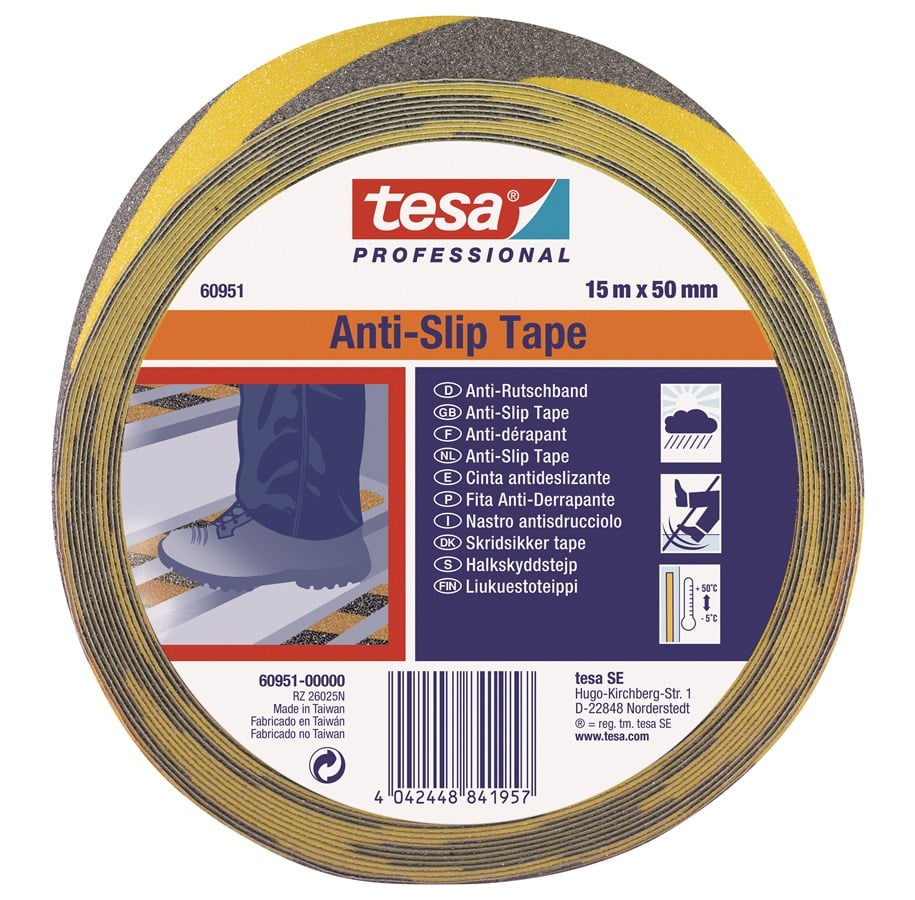 tesa®
PROFESSIONAL
60951
15 m x 50 mm
Anti-Slip Tape
D Anti-Rutschband
GB Anti-Slip Tape
F Anti-dérapant
NL Anti-Slip Tape
E Cinta antideslizante
P Fita Anti-Derrapante
I Nastro antisdrucciolo
DK Skridsikker tape
S Halkskyddstejp
FIN Liukuestoteippi
+ 50°C
- 5°C
60951-00000
RZ 26025N
Made in Taiwan
Fabricado en Taiwán
Fabricado no Taiwan
4 042448 841957
tesa SE
Hugo-Kirchberg-Str. 1
D-22848 Norderstedt
® = reg. tm. tesa SE
www.tesa.com